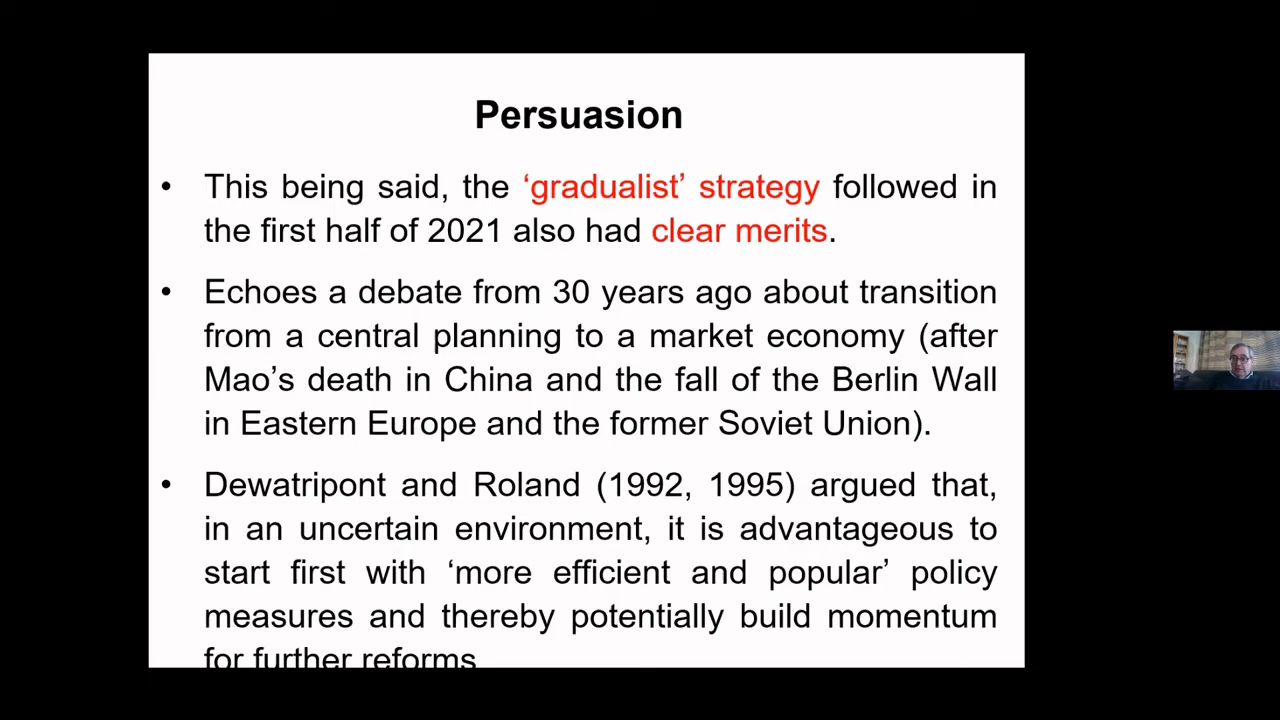 Persuasion
• This being said, the ‘gradualist’ strategy followed in
the first half of 2021 also had clear merits.
• Echoes a debate from 30 years ago about transition
from a central planning to a market economy (after
Mao’s death in China and the fall of the Berlin Wall
in Eastern Europe and the former Soviet Union).
• Dewatripont and Roland (1992, 1995) argued that,
in an uncertain environment, it is advantageous to
start first with ‘more efficient and popular’ policy
measures and thereby potentially build momentum
for further reforms